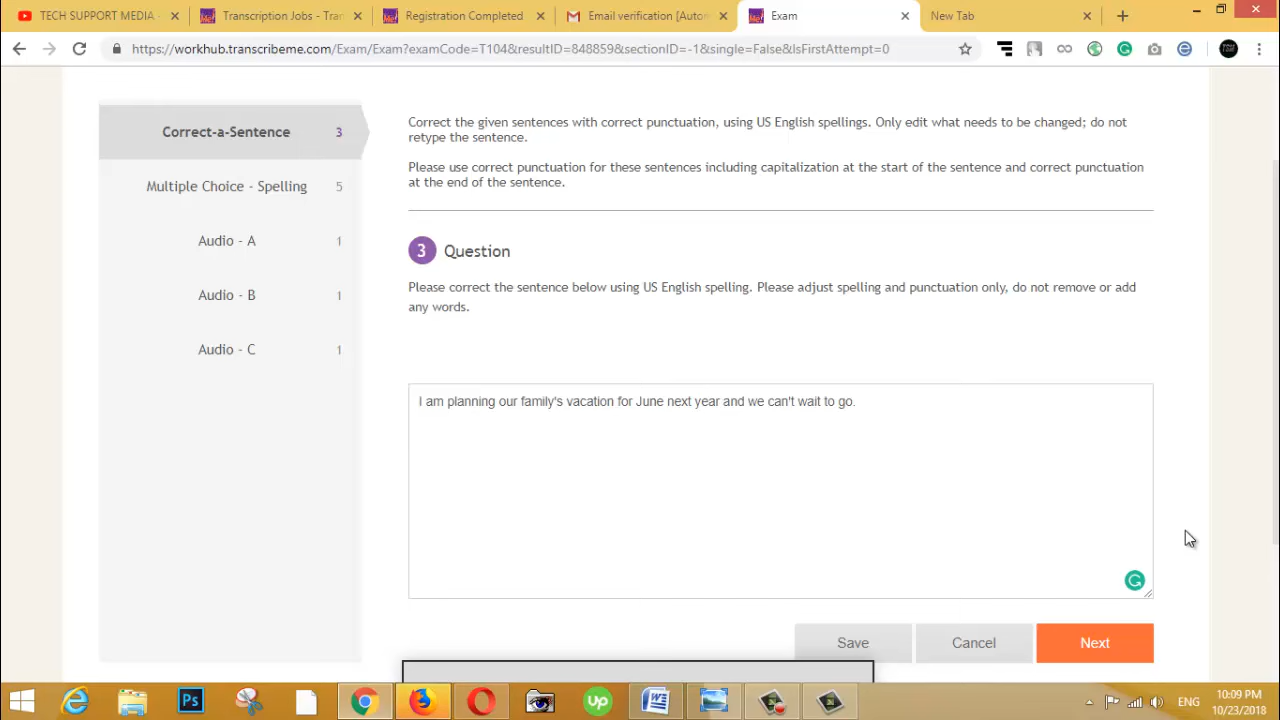 TECH SUPPORT MEDIA -
Transcription Jobs - Tran
Registration Completed
Email verification [Autom
Exam
New Tab
https://workhub.transcribeme.com/Exam/Exam?examCode=T104&resultID=848859&sectionID=-1&single=False&IsFirstAttempt=0
Correct-a-Sentence 3
Multiple Choice - Spelling 5
Audio - A 1
Audio - B 1
Audio - C 1
Correct the given sentences with correct punctuation, using US English spellings. Only edit what needs to be changed; do not
retype the sentence.
Please use correct punctuation for these sentences including capitalization at the start of the sentence and correct punctuation
at the end of the sentence.
3 Question
Please correct the sentence below using US English spelling. Please adjust spelling and punctuation only, do not remove or add
any words.
I am planning our family's vacation for June next year and we can't wait to go.
Save Cancel Next
Ps
up
ENG
10:09 PM
10/23/2018